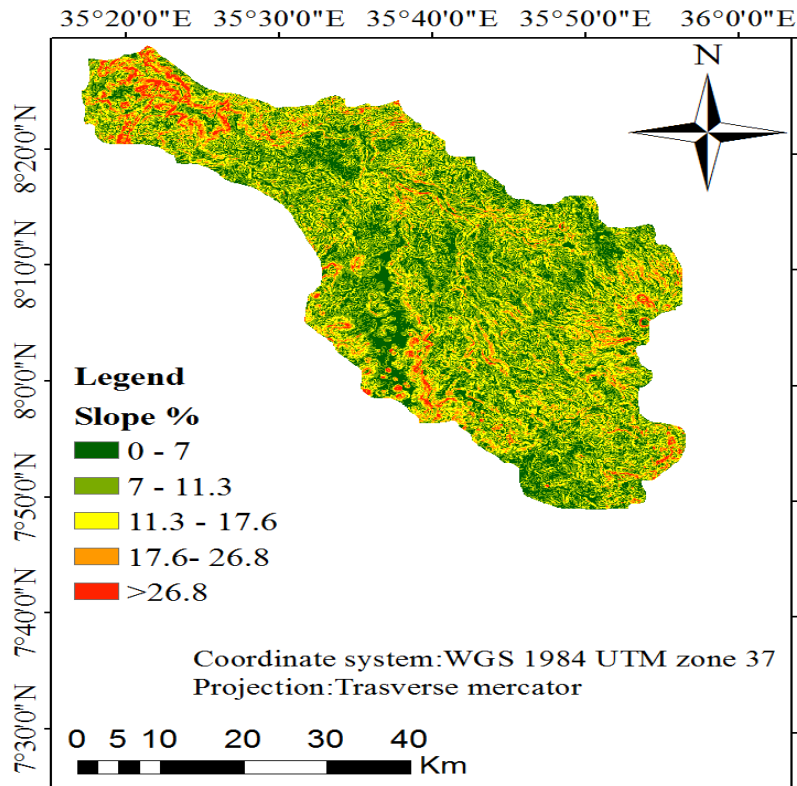 35°20'0"E 35°30'0"E 35°40'0"E 35°50'0"E 36°0'0"E
N
8°20'0"N
8°10'0"N
8°0'0"N
7°50'0"N
7°40'0"N
7°30'0"N
Legend
Slope %
0 - 7
7 - 11.3
11.3 - 17.6
17.6- 26.8
>26.8
Coordinate system:WGS 1984 UTM zone 37
Projection:Trasverse mercator
0 5 10 20 30 40
Km